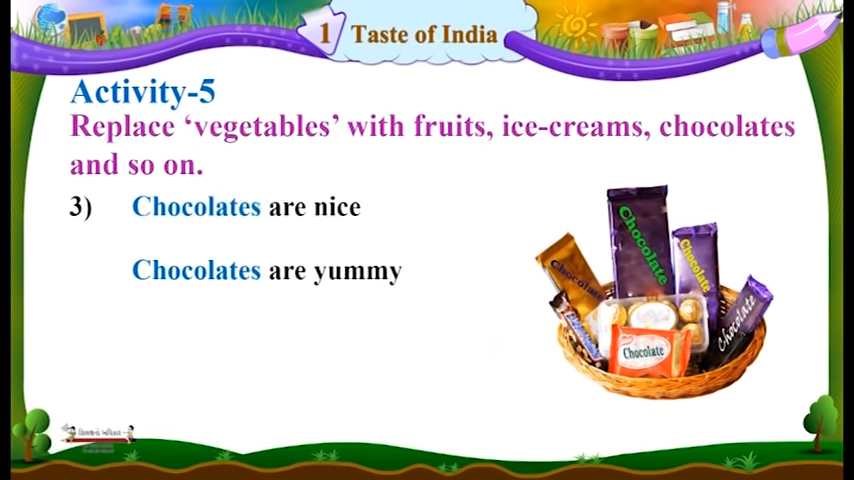 1 Taste of India
Activity-5
Replace ‘vegetables’ with fruits, ice-creams, chocolates
and so on.
3) Chocolates are nice
Chocolates are yummy
Chocolate
Chocolate
Chocolate
Chocolate
Chocolate